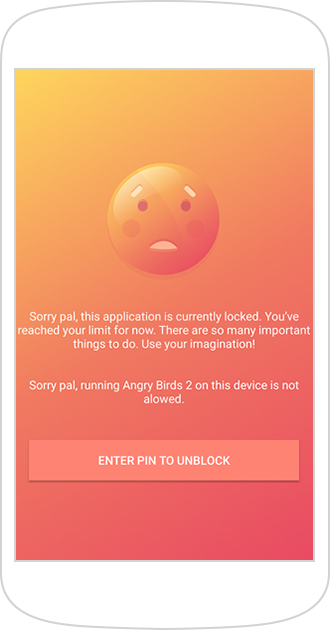 Sorry pal, this application is currently locked. You've
reached your limit for now. There are so many important
things to do. Use your imagination!
Sorry pal, running Angry Birds 2 on this device is not
alowed.
ENTER PIN TO UNBLOCK